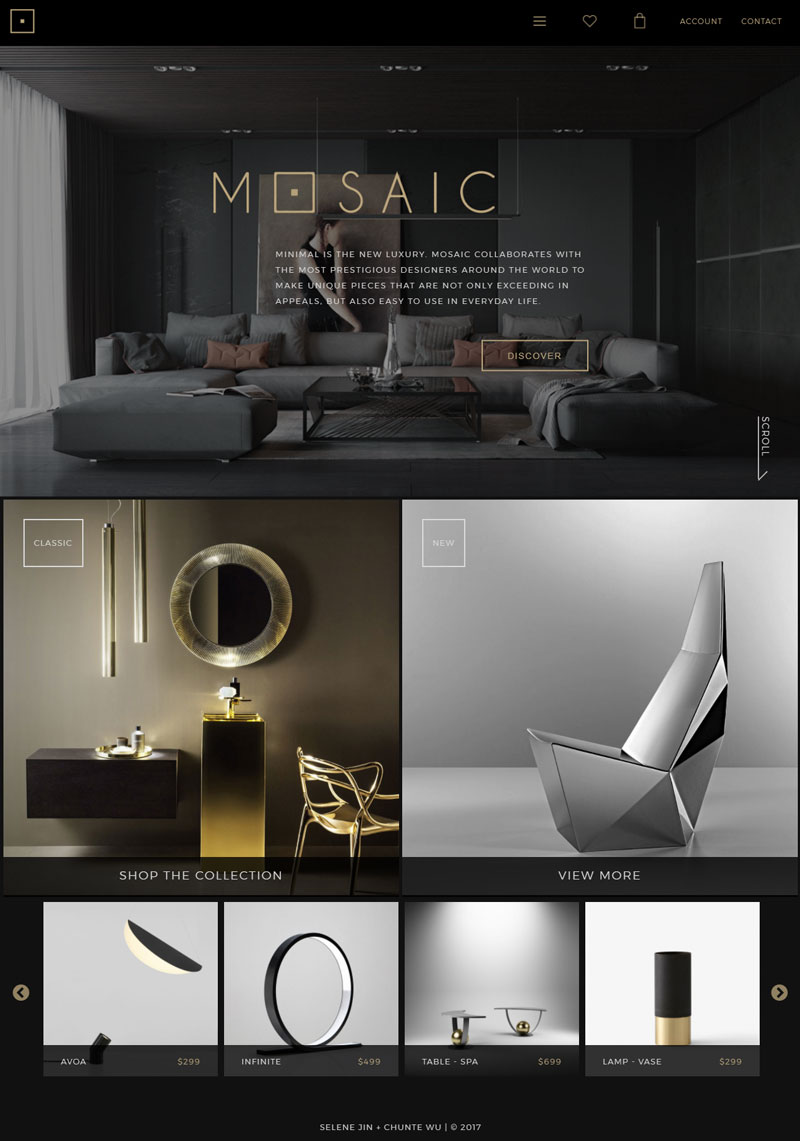 ACCOUNT CONTACT
MOSAIC
MINIMAL IS THE NEW LUXURY. MOSAIC COLLABORATES WITH
THE MOST PRESTIGIOUS DESIGNERS AROUND THE WORLD TO
MAKE UNIQUE PIECES THAT ARE NOT ONLY EXCEEDING IN
APPEALS, BUT ALSO EASY TO USE IN EVERYDAY LIFE.
DISCOVER
SCROLL
CLASSIC
NEW
SHOP THE COLLECTION
VIEW MORE
AVOA $299
INFINITE $499
TABLE - SPA $699
LAMP - VASE $299
SELENE JIN + CHUNTE WU | © 2017